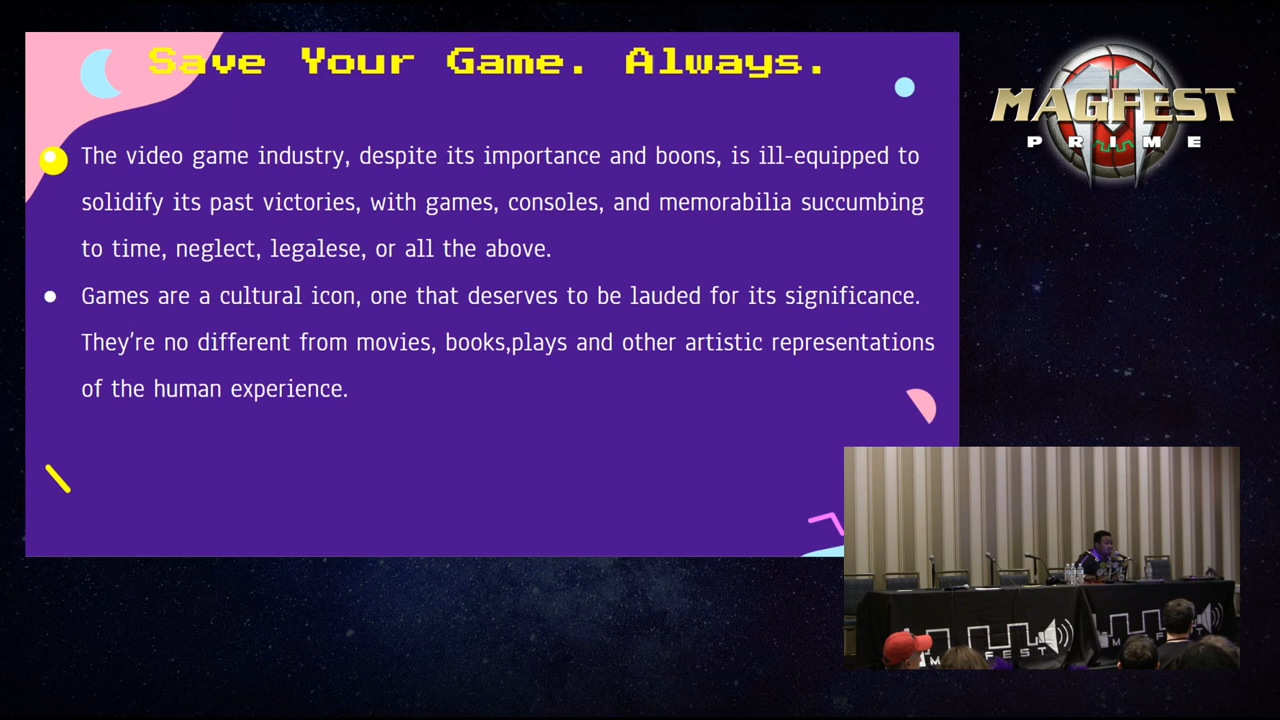 Save Your Game. Always.
The video game industry, despite its importance and boons, is ill-equipped to
solidify its past victories, with games, consoles, and memorabilia succumbing
to time, neglect, legalese, or all the above.
Games are a cultural icon, one that deserves to be lauded for its significance.
They're no different from movies, books,plays and other artistic representations
of the human experience.
MAGFEST
PRIME